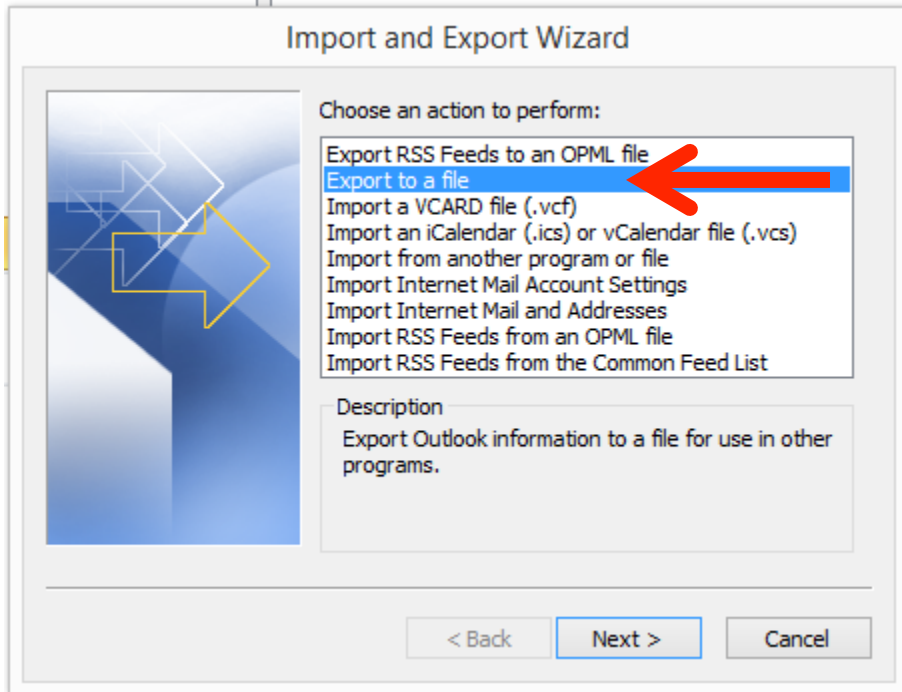 Import and Export Wizard
Choose an action to perform:
Export RSS Feeds to an OPML file
Export to a file
Import a VCARD file (.vcf)
Import an iCalendar (.ics) or vCalendar file (.vcs)
Import from another program or file
Import Internet Mail Account Settings
Import Internet Mail and Addresses
Import RSS Feeds from an OPML file
Import RSS Feeds from the Common Feed List
Description
Export Outlook information to a file for use in other
programs.
< Back Next > Cancel